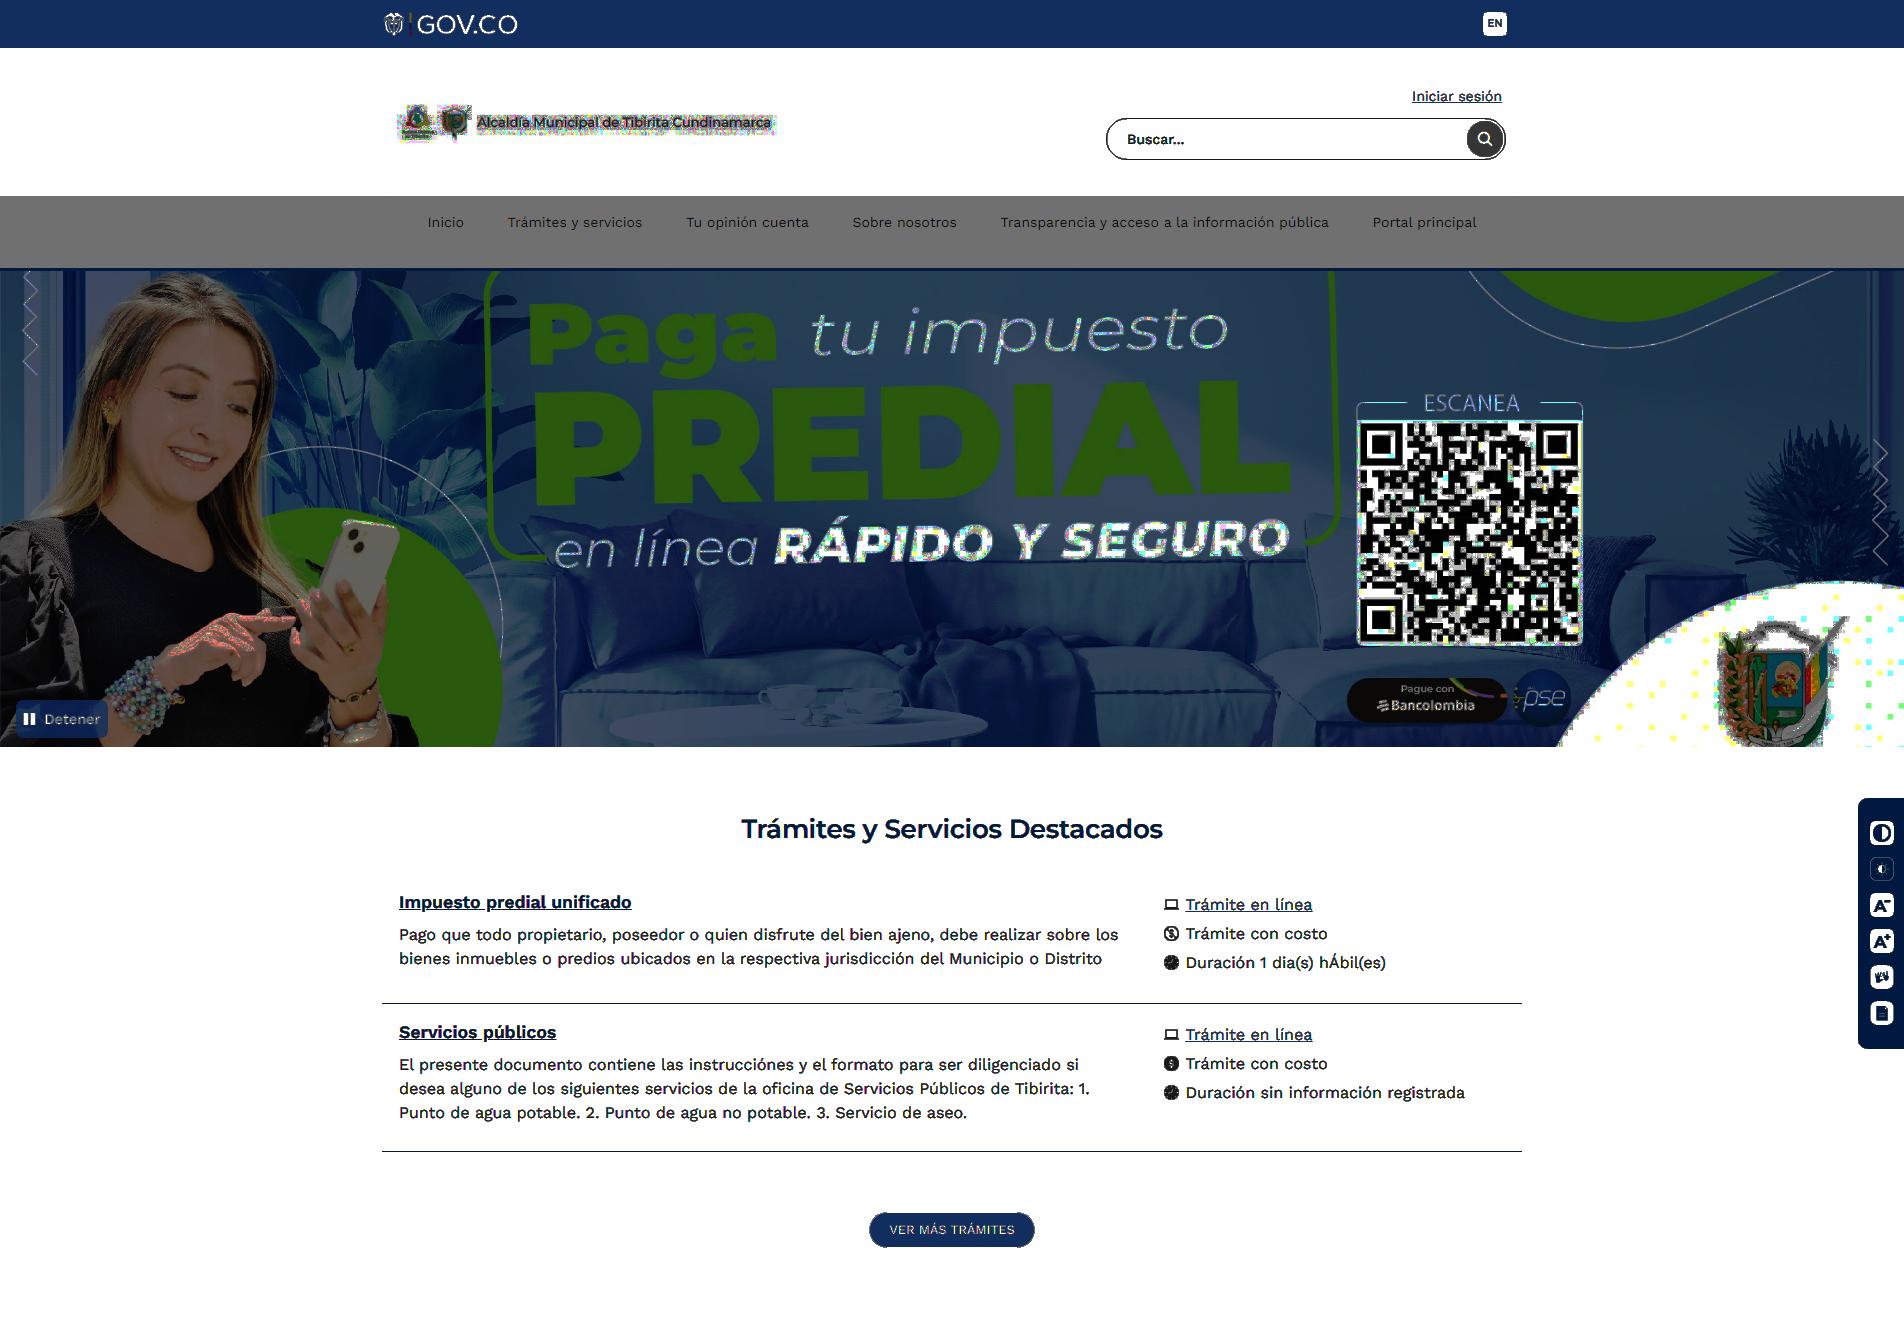 GOV.CO
EN
Iniciar sesión
Alcaldía Municipal de Tibirita Cundinamarca
Buscar...
Inicio Trámites y servicios Tu opinión cuenta Sobre nosotros Transparencia y acceso a la información pública Portal principal
Paga tu impuesto
PREDIAL
en línea RÁPIDO Y SEGURO
ESCANEA
Pague con
Bancolombia
pse
Detener
Trámites y Servicios Destacados
Impuesto predial unificado
Pago que todo propietario, poseedor o quien disfrute del bien ajeno, debe realizar sobre los
bienes inmuebles o predios ubicados en la respectiva jurisdicción del Municipio o Distrito
Trámite en línea
Trámite con costo
Duración 1 dia(s) hÁbil(es)
Servicios públicos
El presente documento contiene las instrucciónes y el formato para ser diligenciado si
desea alguno de los siguientes servicios de la oficina de Servicios Públicos de Tibirita: 1.
Punto de agua potable. 2. Punto de agua no potable. 3. Servicio de aseo.
Trámite en línea
Trámite con costo
Duración sin información registrada
VER MÁS TRÁMITES
A-
A+